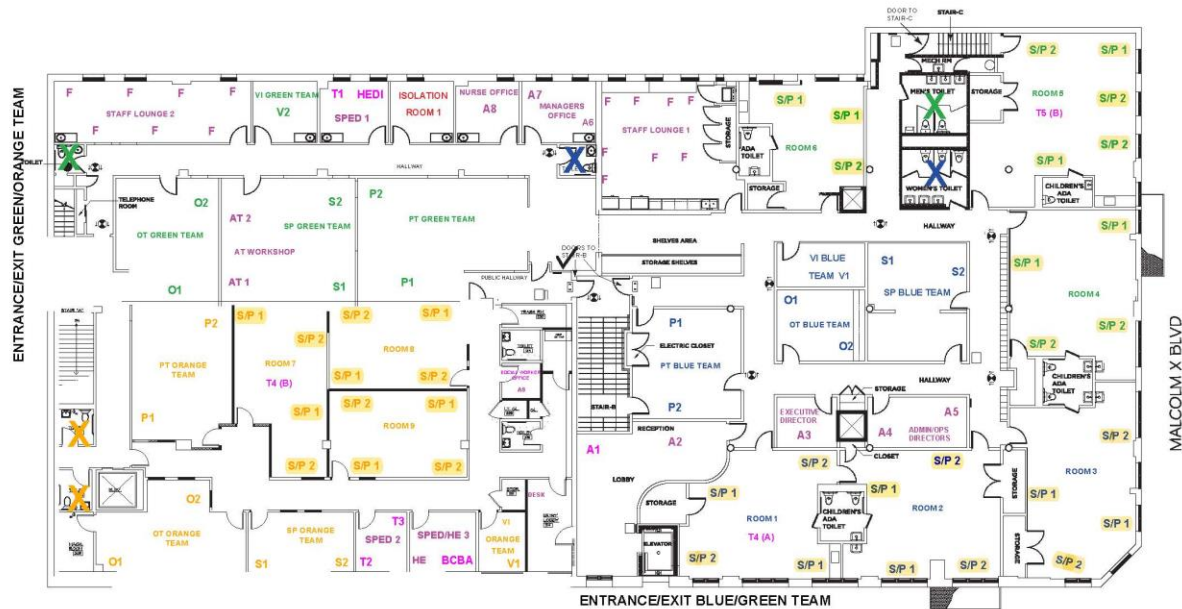 DOOR TO
STAIR-C
STAIR-C
S/P 2
S/P 1
MECH RM
MEN'S TOILET
X
STORAGE
ROOM 5
T5 (B)
S/P 2
S/P 2
S/P 1
WOMEN'S TOILET
X
CHILDREN'S
ADA
TOILET
ENTRANCE/EXIT GREEN/ORANGE TEAM
F F F F
STAFF LOUNGE 2
F F F
VI GREEN TEAM
V2
T1 HEDI
SPED 1
ISOLATION
ROOM 1
NURSE OFFICE
A8
A7
MANAGERS
OFFICE
A6
F F F F
STAFF LOUNGE 1
F F F
F
STORAGE
S/P 1
S/P 1
ADA
TOILET
ROOM 6
S/P 2
STORAGE
TOILET
X
HALLWAY
X
TELEPHONE
ROOM
O2
OT GREEN TEAM
O1
AT 2
AT WORKSHOP
AT 1
S2
SP GREEN TEAM
S1
P2
PT GREEN TEAM
P1
DOORS TO
STAIR-B
PUBLIC HALLWAY
SHELVES AREA
STORAGE SHELVES
HALLWAY
VI BLUE
TEAM V1
S1
S2
SP BLUE TEAM
O1
OT BLUE TEAM
O2
S/P 1
ROOM 4
S/P 2
S/P 2
CHILDREN'S
ADA
TOILET
MALCOLM X BLVD
P2
PT ORANGE
TEAM
P1
S/P 1
S/P 2
ROOM 7
T4 (B)
S/P 1
S/P 2
S/P 2
S/P 1
ROOM 8
S/P 1
S/P 2
S/P 2
S/P 1
ROOM 9
S/P 1
S/P 2
OFFICE
P1
ELECTRIC CLOSET
PT BLUE TEAM
P2
STAIR-B
HALLWAY
STORAGE
EXECUTIVE
DIRECTOR
A3
A4
A5
ADMIN/OPS
DIRECTORS
RECEPTION
A1
A2
LOBBY
CLOSET
X
X
O2
OT ORANGE
TEAM
O1
SP ORANGE
TEAM
S1
S2
T3
SPED 2
T2
SPED/HE 3
HE
BCBA
VI
ORANGE
TEAM
V1
DESK
STORAGE
ELEVATOR
C
S/P 2
S/P 1
ROOM 1
T4 (A)
S/P 2
S/P 1
CHILDREN'S
ADA
TOILET
S/P 2
S/P 1
ROOM 2
S/P 2
S/P 2
STORAGE
STORAGE
S/P 2
S/P 1
ROOM 3
S/P 1
S/P 2
ENTRANCE/EXIT BLUE/GREEN TEAM